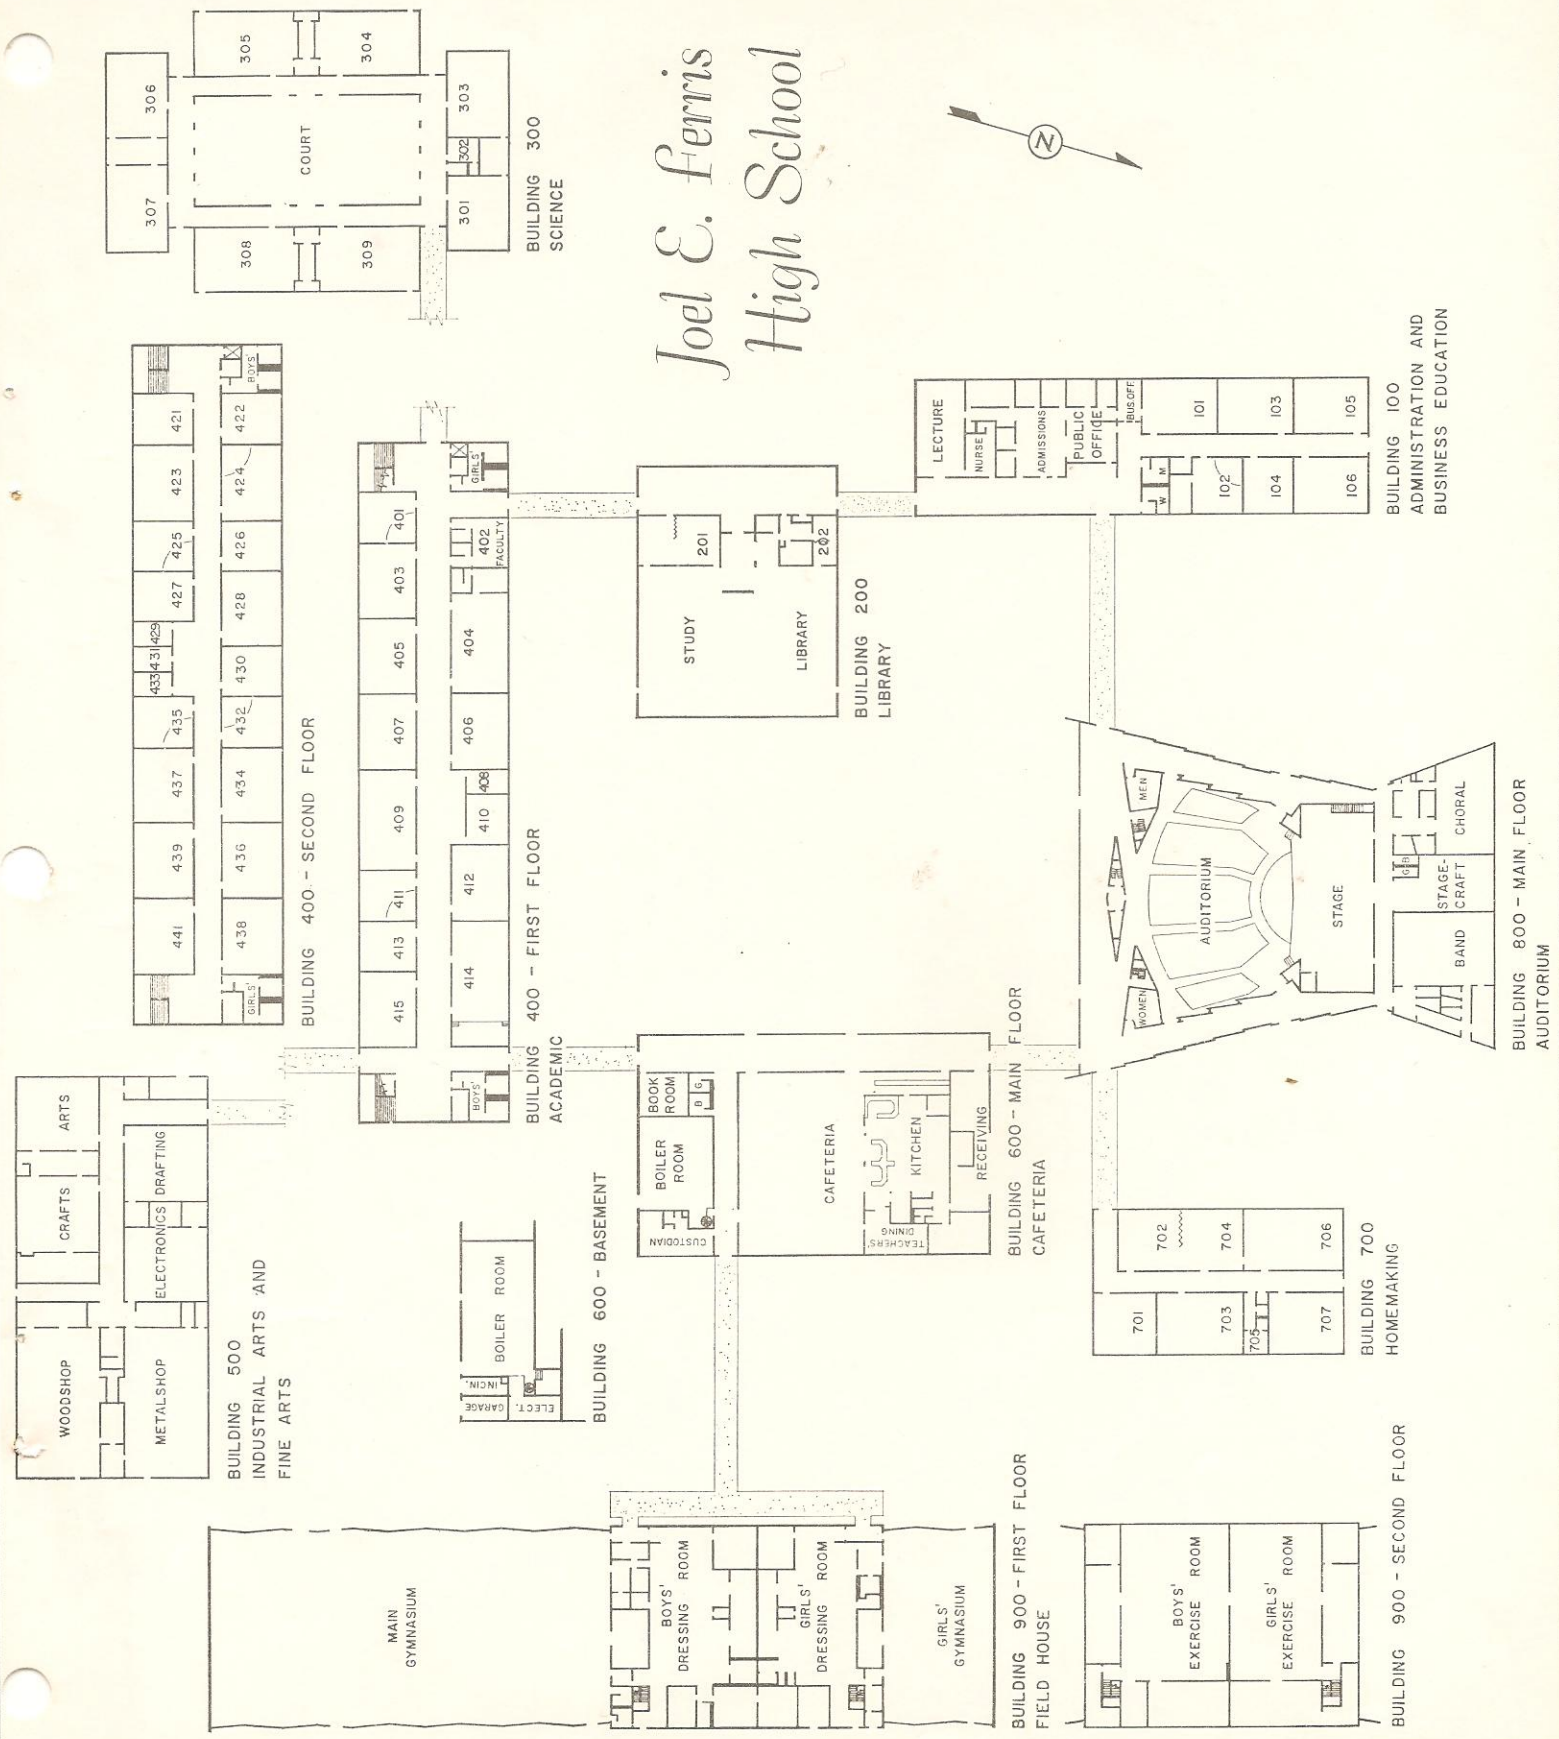 Joel E. Ferris
High School
N
305
304
306
303
COURT
302
307
301
308
309
BUILDING 300
SCIENCE
421
422
BOYS'
423
424
425
426
427
428
429
431
433
430
435
432
437
434
439
436
441
438
GIRLS'
BUILDING 400 - SECOND FLOOR
401
402
FACULTY
GIRLS'
403
404
405
406
407
408
409
410
411
412
413
414
415
BOYS'
BUILDING 400 - FIRST FLOOR
ACADEMIC
201
202
STUDY
LIBRARY
BUILDING 200
LIBRARY
LECTURE
NURSE
ADMISSIONS
PUBLIC
OFFICE
BUS. OFF.
W
M
101
102
103
104
105
106
BUILDING 100
ADMINISTRATION AND
BUSINESS EDUCATION
MEN
WOMEN
AUDITORIUM
STAGE
CHORAL
G
B
STAGE-
CRAFT
BAND
BUILDING 800 - MAIN FLOOR
AUDITORIUM
ARTS
CRAFTS
DRAFTING
ELECTRONICS
WOODSHOP
METALSHOP
BUILDING 500
INDUSTRIAL ARTS AND
FINE ARTS
BOILER ROOM
INCIN.
GARAGE
ELECT.
BUILDING 600 - BASEMENT
BOOK
ROOM
B
G
BOILER
ROOM
CUSTODIAN
CAFETERIA
KITCHEN
RECEIVING
TEACHERS'
DINING
BUILDING 600 - MAIN FLOOR
CAFETERIA
702
704
706
701
703
705
707
BUILDING 700
HOMEMAKING
MAIN
GYMNASIUM
BOYS'
DRESSING ROOM
GIRLS'
DRESSING ROOM
GIRLS'
GYMNASIUM
BUILDING 900 - FIRST FLOOR
FIELD HOUSE
BOYS'
EXERCISE ROOM
GIRLS'
EXERCISE ROOM
BUILDING 900 - SECOND FLOOR